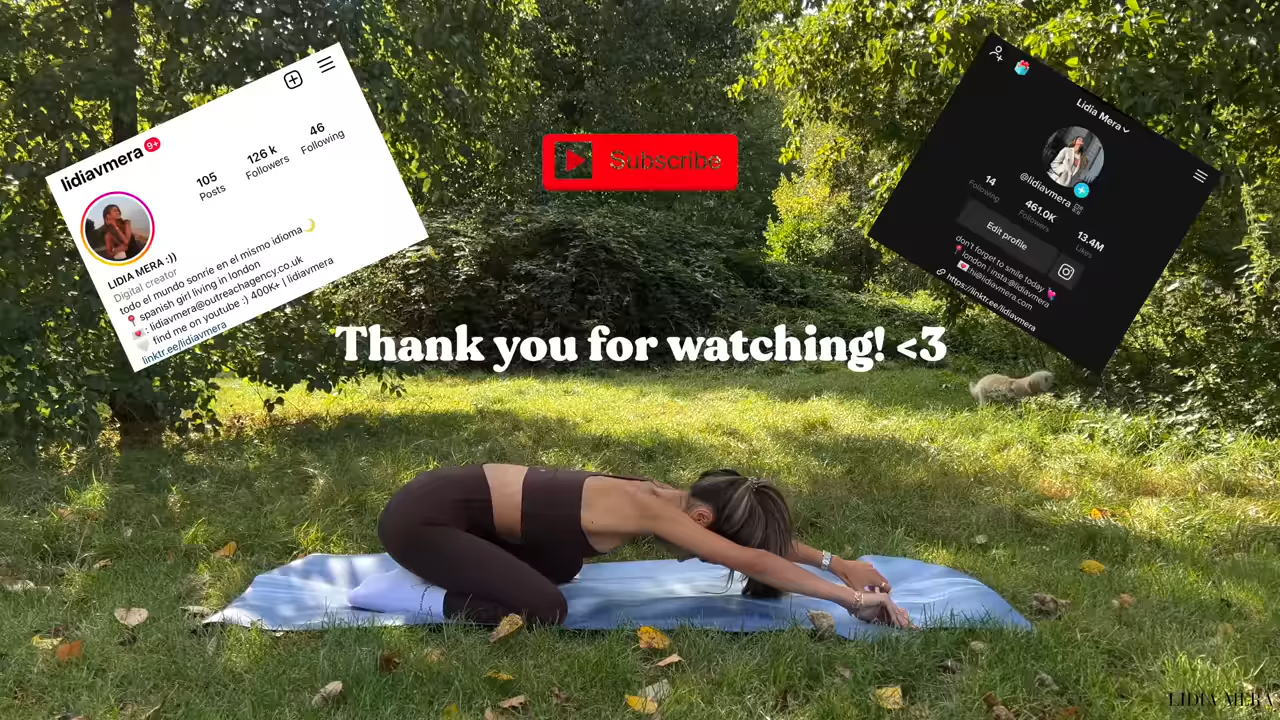 lidiavmera 9+
105
Posts
126 k
Followers
46
Following
LIDIA MERA :))
Digital creator
todo el mundo sonríe en el mismo idioma🌙
📍 spanish girl living in london
💌: lidiavmera@outreachagency.co.uk
🤍 find me on youtube :) 400K+ | lidiavmera
linktr.ee/lidiavmera
Subscribe
Lidia Mera
@lidiavmera
14
Following
461.0K
Followers
13.4M
Likes
Edit profile
don't forget to smile today 💘
📍london | insta@lidiavmera
💌 hi@lidiavmera.com
https://linktr.ee/lidiavmera
Thank you for watching! <3
LIDIA MERA